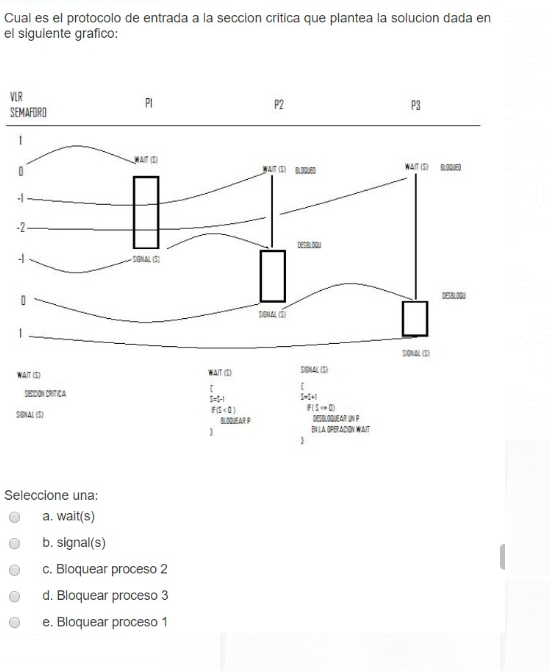 Cual es el protocolo de entrada a la seccion critica que plantea la solucion dada en
el siguiente grafico:
VLR
SEMAFORO
P1
P2
P3
1
0
-1
-2
-1
0
1
WAIT (S)
WAIT (S) BLOQUEO
WAIT (S) BLOQUEO
DESBLOQU
SIGNAL (S)
DESBLOQU
SIGNAL (S)
SIGNAL (S)
WAIT (S)
SECCION CRITICA
SIGNAL (S)
WAIT (S)
{
S=S-1
IF(S < 0)
BLOQUEAR P
}
SIGNAL (S)
{
S=S+1
IF( S <= 0)
DESBLOQUEAR UN P
EN LA OPERACION WAIT
}
Seleccione una:
a. wait(s)
b. signal(s)
c. Bloquear proceso 2
d. Bloquear proceso 3
e. Bloquear proceso 1